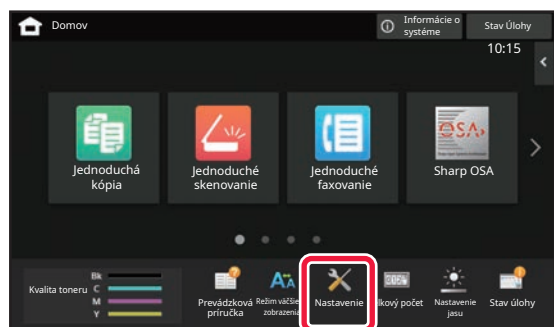 Domov
Informácie o
systéme
Stav Úlohy
10:15
Jednoduchá
kópia
Jednoduché
skenovanie
Jednoduché
faxovanie
Sharp OSA
OSA
Kvalita toneru
Bk
C
M
Y
Prevádzková
príručka
Režim väčšie
zobrazenia
Nastavenie
lkový počet
Nastavenie
jasu
Stav úlohy